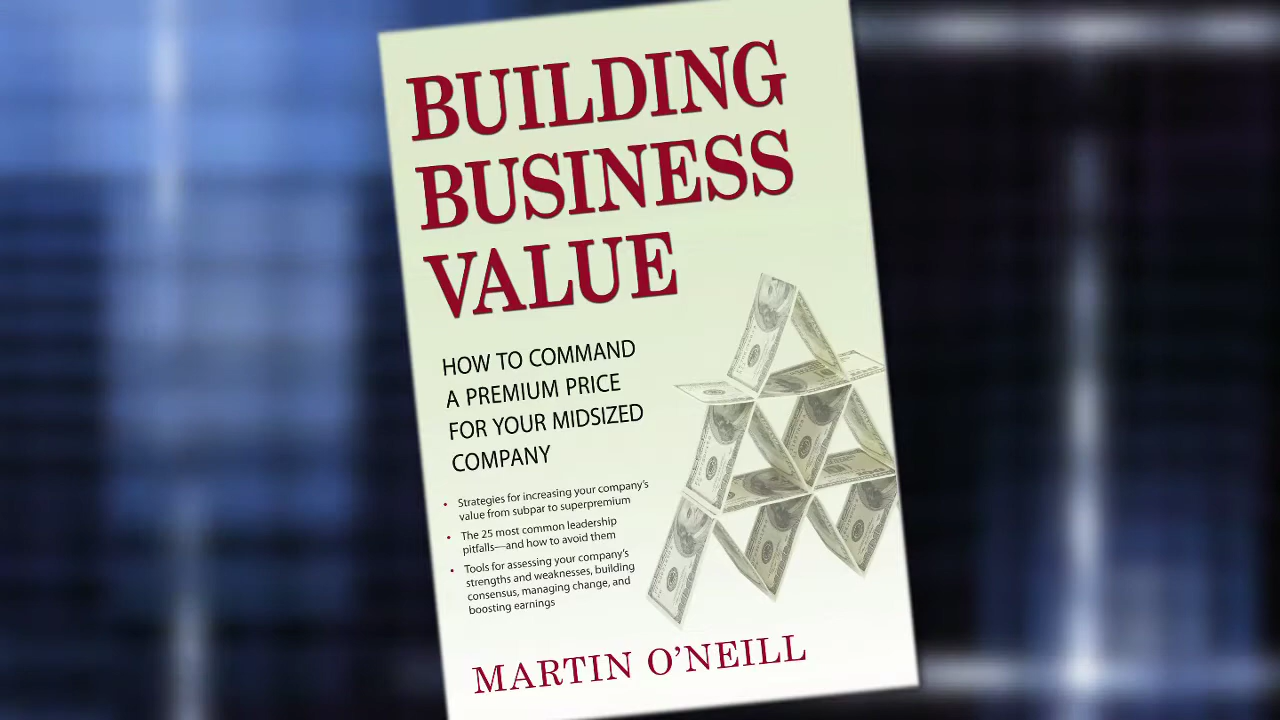 BUILDING
BUSINESS
VALUE
HOW TO COMMAND
A PREMIUM PRICE
FOR YOUR MIDSIZED
COMPANY
• Strategies for increasing your company's
value from subpar to superpremium
• The 25 most common leadership
pitfalls—and how to avoid them
• Tools for assessing your company's
strengths and weaknesses, building
consensus, managing change, and
boosting earnings
MARTIN O'NEILL